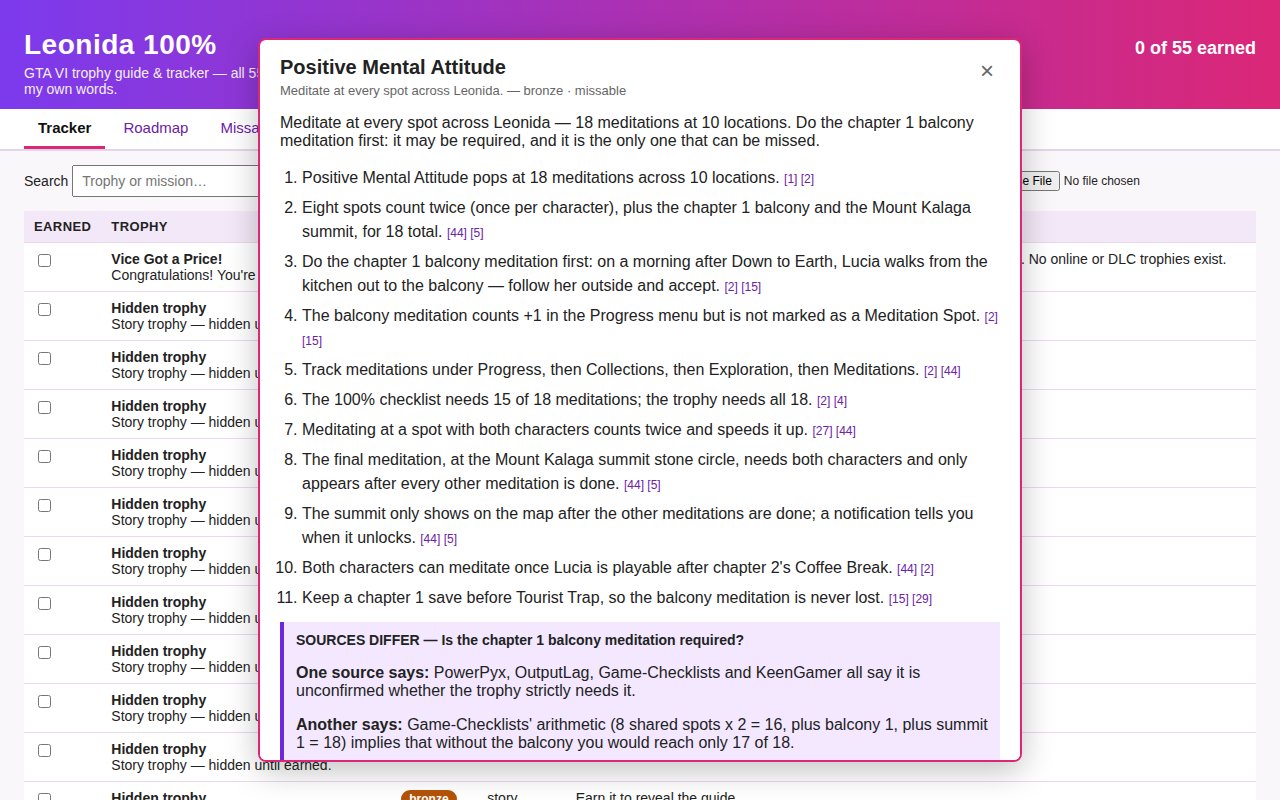 Leonida 100%
GTA VI trophy guide & tracker — all 55
my own words.
0 of 55 earned
Tracker Roadmap Missa
Search Trophy or mission…
e File No file chosen
EARNED TROPHY
Vice Got a Price!
Congratulations! You're
. No online or DLC trophies exist.
Hidden trophy
Story trophy — hidden u
Hidden trophy
Story trophy — hidden u
Hidden trophy
Story trophy — hidden u
Hidden trophy
Story trophy — hidden u
Hidden trophy
Story trophy — hidden u
Hidden trophy
Story trophy — hidden u
Hidden trophy
Story trophy — hidden u
Hidden trophy
Story trophy — hidden u
Hidden trophy
Story trophy — hidden u
Hidden trophy
Story trophy — hidden until earned.
Hidden trophy bronze story Earn it to reveal the guide
Positive Mental Attitude
×
Meditate at every spot across Leonida. — bronze · missable
Meditate at every spot across Leonida — 18 meditations at 10 locations. Do the chapter 1 balcony
meditation first: it may be required, and it is the only one that can be missed.
1. Positive Mental Attitude pops at 18 meditations across 10 locations. [1] [2]
2. Eight spots count twice (once per character), plus the chapter 1 balcony and the Mount Kalaga
summit, for 18 total. [44] [5]
3. Do the chapter 1 balcony meditation first: on a morning after Down to Earth, Lucia walks from the
kitchen out to the balcony — follow her outside and accept. [2] [15]
4. The balcony meditation counts +1 in the Progress menu but is not marked as a Meditation Spot. [2]
[15]
5. Track meditations under Progress, then Collections, then Exploration, then Meditations. [2] [44]
6. The 100% checklist needs 15 of 18 meditations; the trophy needs all 18. [2] [4]
7. Meditating at a spot with both characters counts twice and speeds it up. [27] [44]
8. The final meditation, at the Mount Kalaga summit stone circle, needs both characters and only
appears after every other meditation is done. [44] [5]
9. The summit only shows on the map after the other meditations are done; a notification tells you
when it unlocks. [44] [5]
10. Both characters can meditate once Lucia is playable after chapter 2's Coffee Break. [44] [2]
11. Keep a chapter 1 save before Tourist Trap, so the balcony meditation is never lost. [15] [29]
SOURCES DIFFER — Is the chapter 1 balcony meditation required?
One source says: PowerPyx, OutputLag, Game-Checklists and KeenGamer all say it is
unconfirmed whether the trophy strictly needs it.
Another says: Game-Checklists' arithmetic (8 shared spots x 2 = 16, plus balcony 1, plus summit
1 = 18) implies that without the balcony you would reach only 17 of 18.